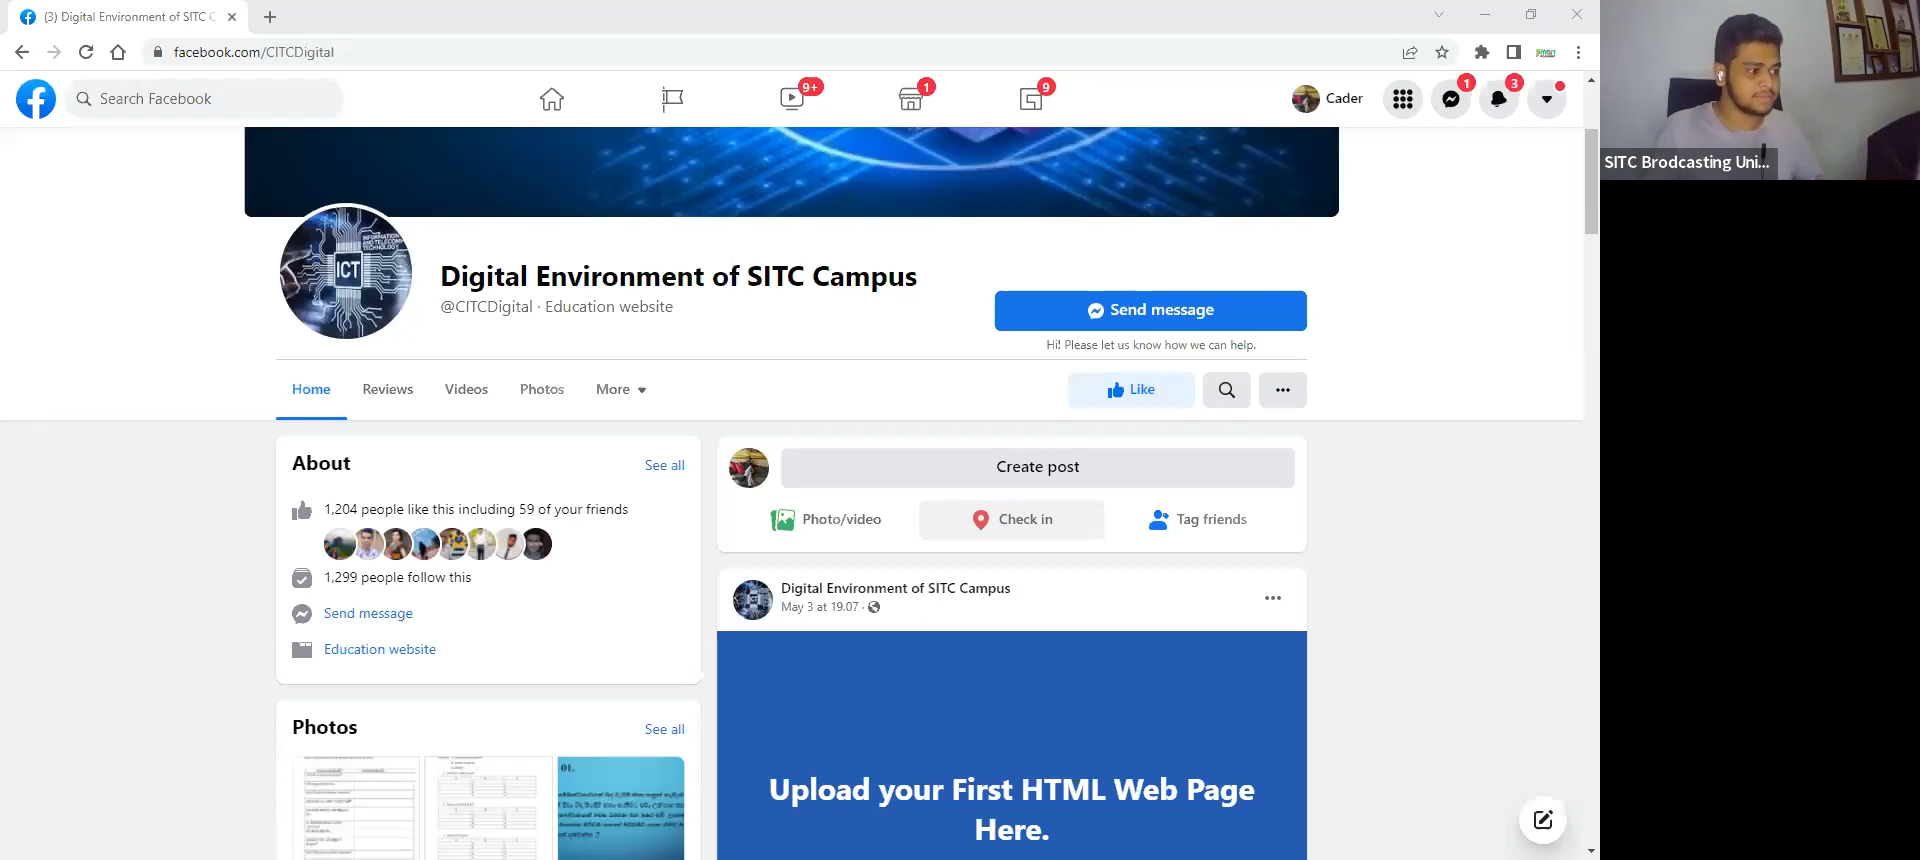 (3) Digital Environment of SITC C
facebook.com/CITCDigital
Search Facebook
9+
1
9
Cader
1
3
SITC Brodcasting Uni...
INFORMATION
AND TELECOM
TECHNOLOGY
ICT
Digital Environment of SITC Campus
@CITCDigital · Education website
Send message
Hi! Please let us know how we can help.
Home
Reviews
Videos
Photos
More
Like
About
See all
1,204 people like this including 59 of your friends
1,299 people follow this
Send message
Education website
Create post
Photo/video
Check in
Tag friends
Digital Environment of SITC Campus
May 3 at 19.07 ·
Photos
See all
01.
Upload your First HTML Web Page
Here.